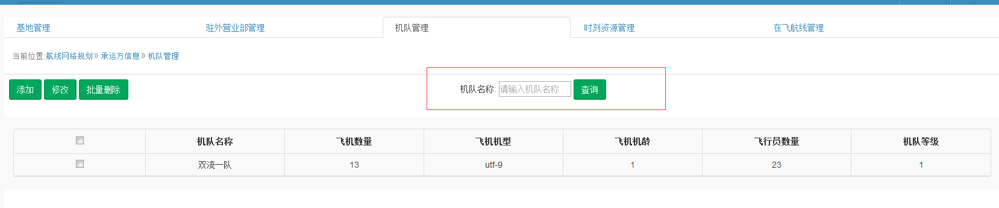 基地管理 驻外营业部管理 机队管理 时刻资源管理 在飞航线管理
当前位置:航线网络规划» 承运方信息» 机队管理
添加 修改 批量删除 机队名称: 请输入机队名称 查询
机队名称 飞机数量 飞机机型 飞机机龄 飞行员数量 机队等级
双流一队 13 utf-9 1 23 1